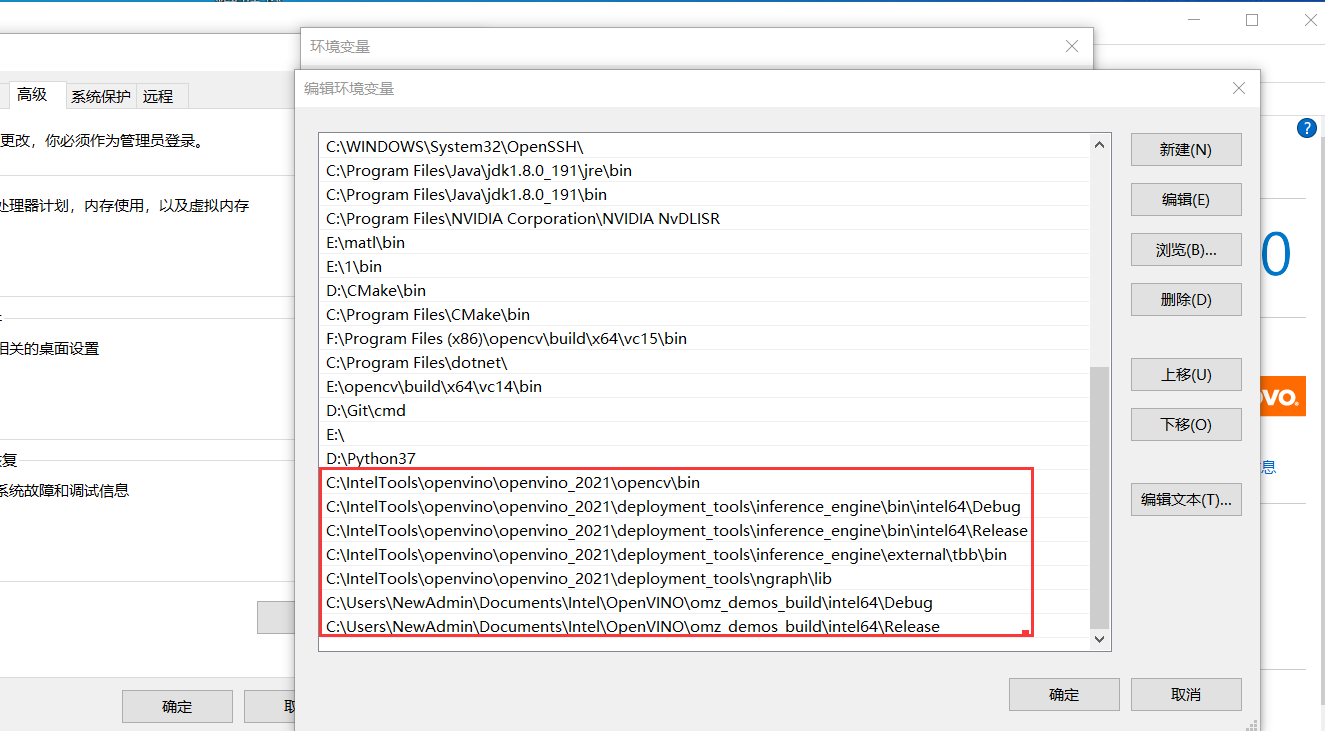 环境变量
编辑环境变量
高级
系统保护
远程
更改，你必须作为管理员登录。
处理器计划，内存使用，以及虚拟内存
相关的桌面设置
系统故障和调试信息
确定
C:\WINDOWS\System32\OpenSSH\
C:\Program Files\Java\jdk1.8.0_191\jre\bin
C:\Program Files\Java\jdk1.8.0_191\bin
C:\Program Files\NVIDIA Corporation\NVIDIA NvDLISR
E:\matl\bin
E:\1\bin
D:\CMake\bin
C:\Program Files\CMake\bin
F:\Program Files (x86)\opencv\build\x64\vc15\bin
C:\Program Files\dotnet\
E:\opencv\build\x64\vc14\bin
D:\Git\cmd
E:\
D:\Python37
C:\IntelTools\openvino\openvino_2021\opencv\bin
C:\IntelTools\openvino\openvino_2021\deployment_tools\inference_engine\bin\intel64\Debug
C:\IntelTools\openvino\openvino_2021\deployment_tools\inference_engine\bin\intel64\Release
C:\IntelTools\openvino\openvino_2021\deployment_tools\inference_engine\external\tbb\bin
C:\IntelTools\openvino\openvino_2021\deployment_tools\ngraph\lib
C:\Users\NewAdmin\Documents\Intel\OpenVINO\omz_demos_build\intel64\Debug
C:\Users\NewAdmin\Documents\Intel\OpenVINO\omz_demos_build\intel64\Release
新建(N)
编辑(E)
浏览(B)...
删除(D)
上移(U)
下移(O)
编辑文本(T)...
确定
取消
?
0
vo.
息